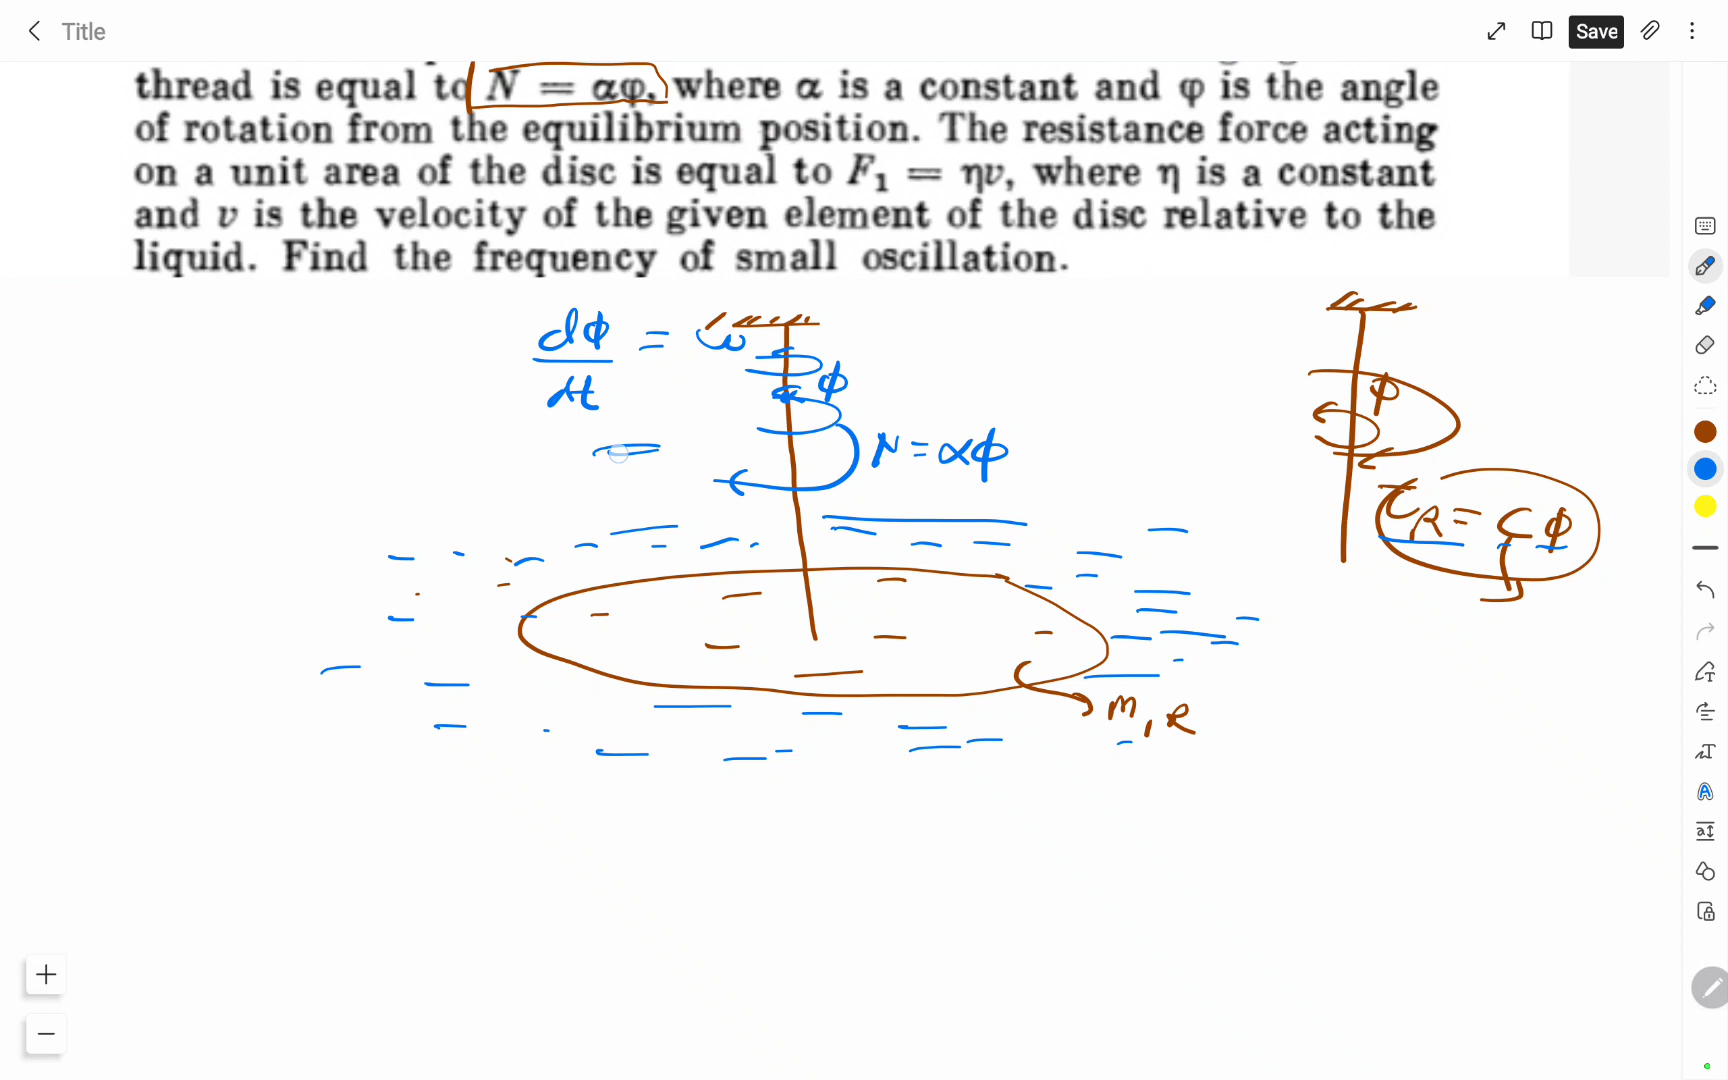 Title
Save
thread is equal to N = αφ, where α is a constant and φ is the angle
of rotation from the equilibrium position. The resistance force acting
on a unit area of the disc is equal to F₁ = ηv, where η is a constant
and v is the velocity of the given element of the disc relative to the
liquid. Find the frequency of small oscillation.
dϕ/dt = ω
ϕ
N = αϕ
=
m, R
φ
τ_R = Cϕ